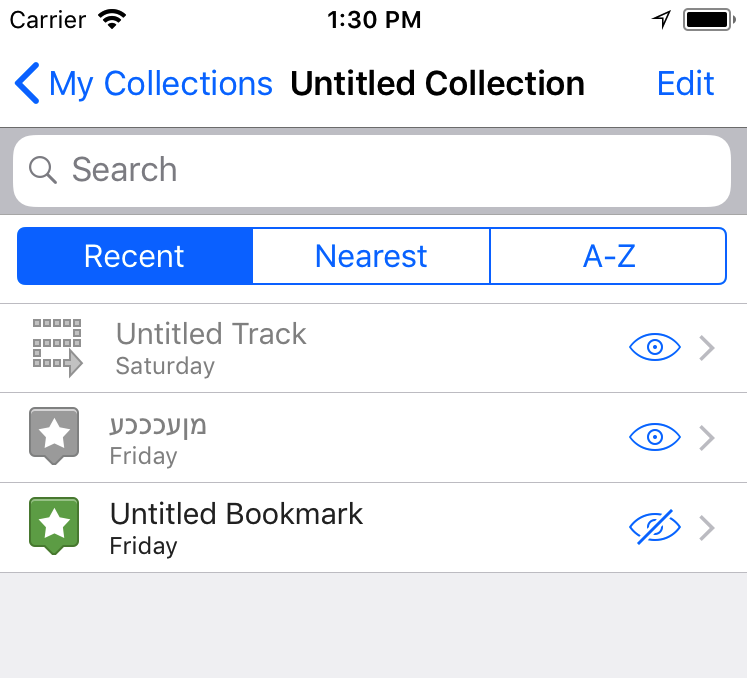 Carrier 1:30 PM
My Collections Untitled Collection Edit
Search
Recent Nearest A-Z
Untitled Track
Saturday
מןעכככע
Friday
Untitled Bookmark
Friday